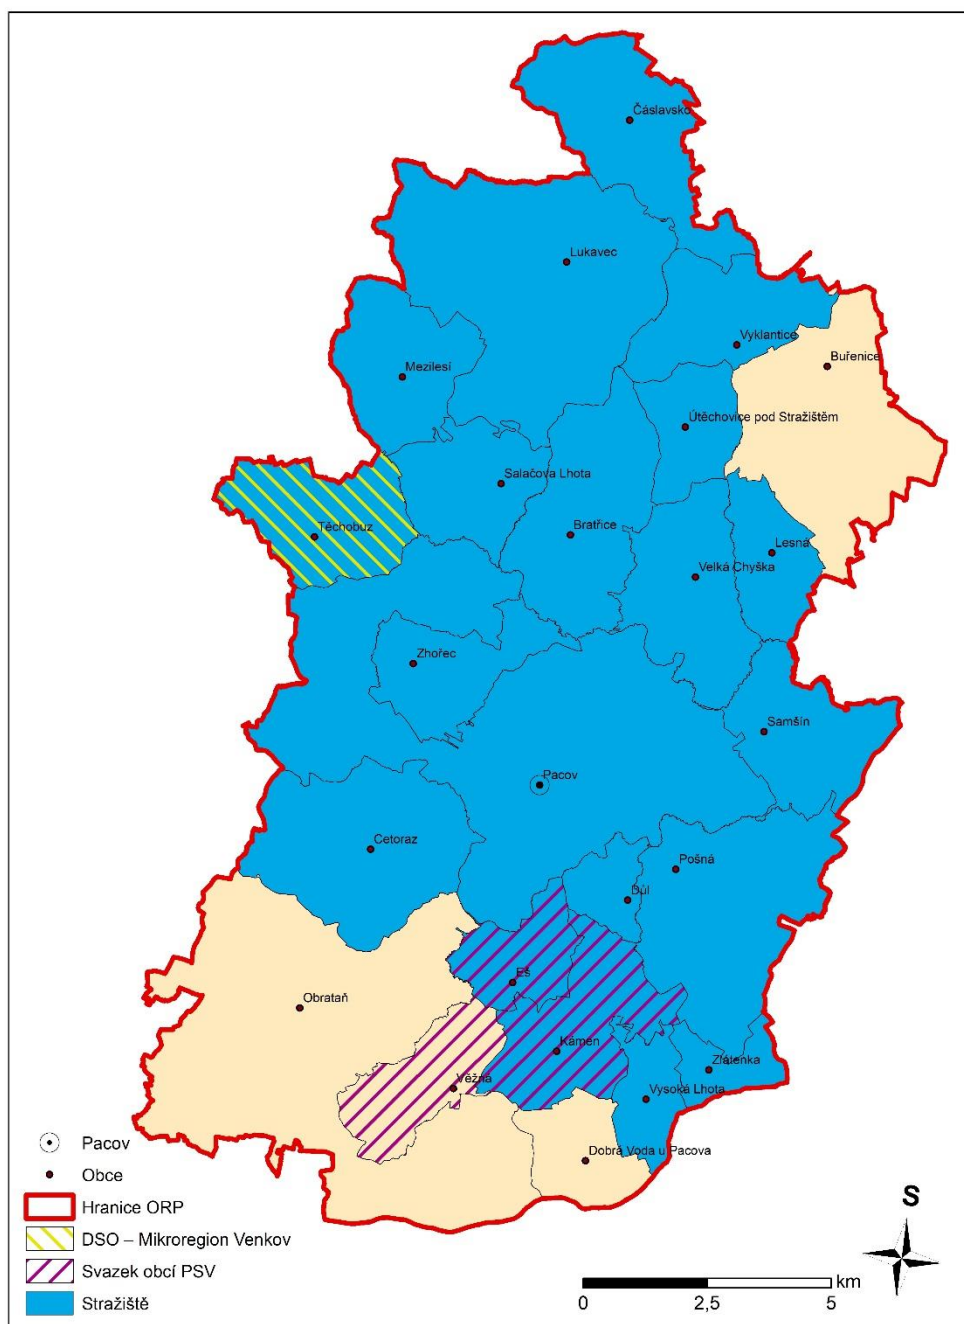 Čáslavsko
Lukavec
Vyklantice
Buřenice
Mezilesí
Útěchovice pod Stražištěm
Salačova Lhota
Těchobuz
Bratřice
Lesná
Velká Chyška
Zhořec
Samšín
Pacov
Cetoraz
Pošná
Důl
Eš
Obrataň
Kámen
Zlátenka
Věžná
Vysoká Lhota
Dobrá Voda u Pacova
Pacov
Obce
Hranice ORP
DSO – Mikroregion Venkov
Svazek obcí PSV
Stražiště
S
km
0 2,5 5